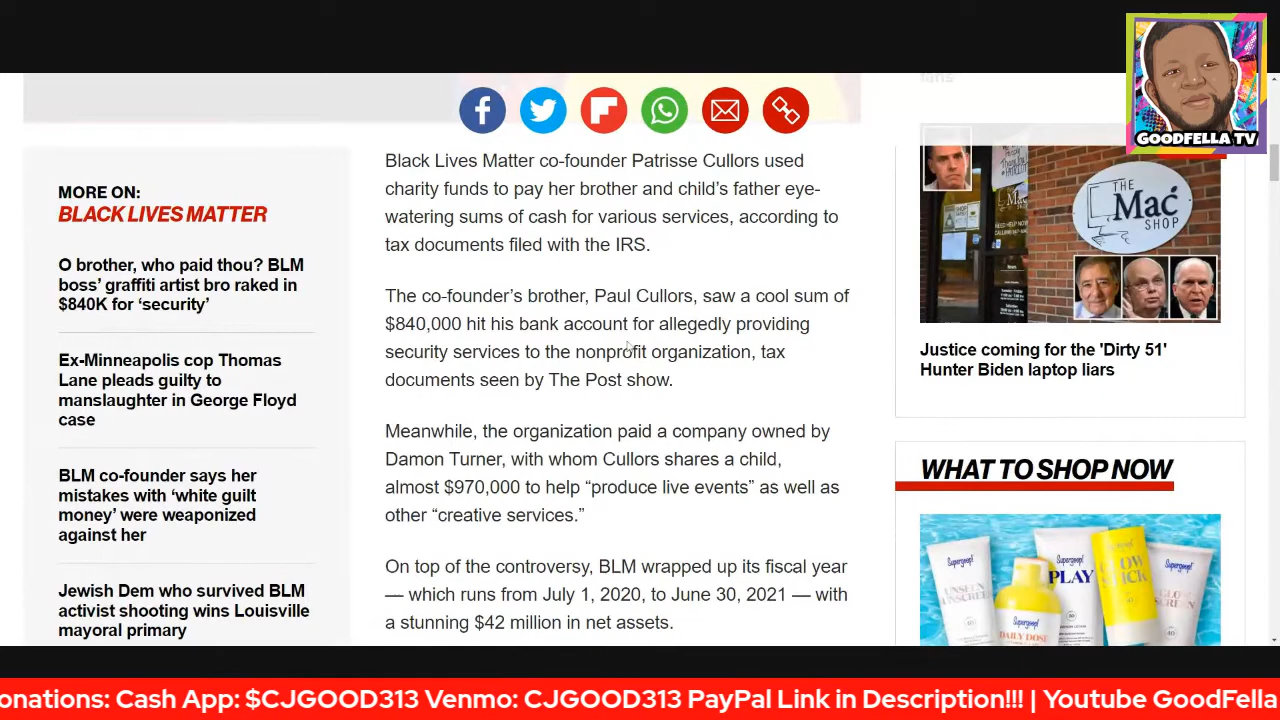 GOODFELLA TV
Black Lives Matter co-founder Patrisse Cullors used
charity funds to pay her brother and child's father eye-
watering sums of cash for various services, according to
tax documents filed with the IRS.
The co-founder's brother, Paul Cullors, saw a cool sum of
$840,000 hit his bank account for allegedly providing
security services to the nonprofit organization, tax
documents seen by The Post show.
Meanwhile, the organization paid a company owned by
Damon Turner, with whom Cullors shares a child,
almost $970,000 to help “produce live events” as well as
other “creative services.”
On top of the controversy, BLM wrapped up its fiscal year
— which runs from July 1, 2020, to June 30, 2021 — with
a stunning $42 million in net assets.
MORE ON:
BLACK LIVES MATTER
O brother, who paid thou? BLM
boss' graffiti artist bro raked in
$840K for ‘security’
Ex-Minneapolis cop Thomas
Lane pleads guilty to
manslaughter in George Floyd
case
BLM co-founder says her
mistakes with ‘white guilt
money’ were weaponized
against her
Jewish Dem who survived BLM
activist shooting wins Louisville
mayoral primary
THE
Mac
SHOP
Justice coming for the 'Dirty 51'
Hunter Biden laptop liars
WHAT TO SHOP NOW
Supergoop!
UNSEEN
SUNSCREEN
Supergoop!
PLAY
Supergoop!
DAILY DOSE
Supergoop!
GLOW
STICK
Supergoop!
onations: Cash App: $CJGOOD313 Venmo: CJGOOD313 PayPal Link in Description!!! | Youtube GoodFella